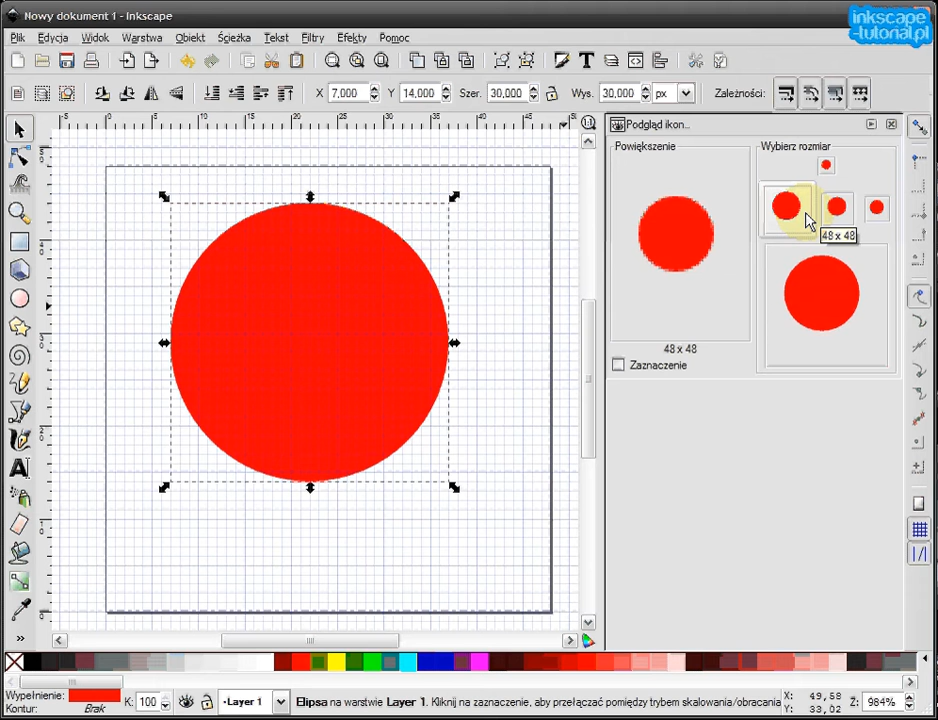 Nowy dokument 1 - Inkscape
inkscape
-tutorial.pl
Plik Edycja Widok Warstwa Obiekt Ścieżka Tekst Filtry Efekty Pomoc
X 7,000 Y 14,000 Szer. 30,000 Wys. 30,000 px Zależności:
Podgląd ikon...
Powiększenie
Wybierz rozmiar
48 x 48
48 x 48
Zaznaczenie
Wypełnienie:
Kontur: Brak
K: 100
Layer 1
Elipsa na warstwie Layer 1. Kliknij na zaznaczenie, aby przełączać pomiędzy trybem skalowania/obracania
X: 49,58
Y: 33,02
Z: 984%